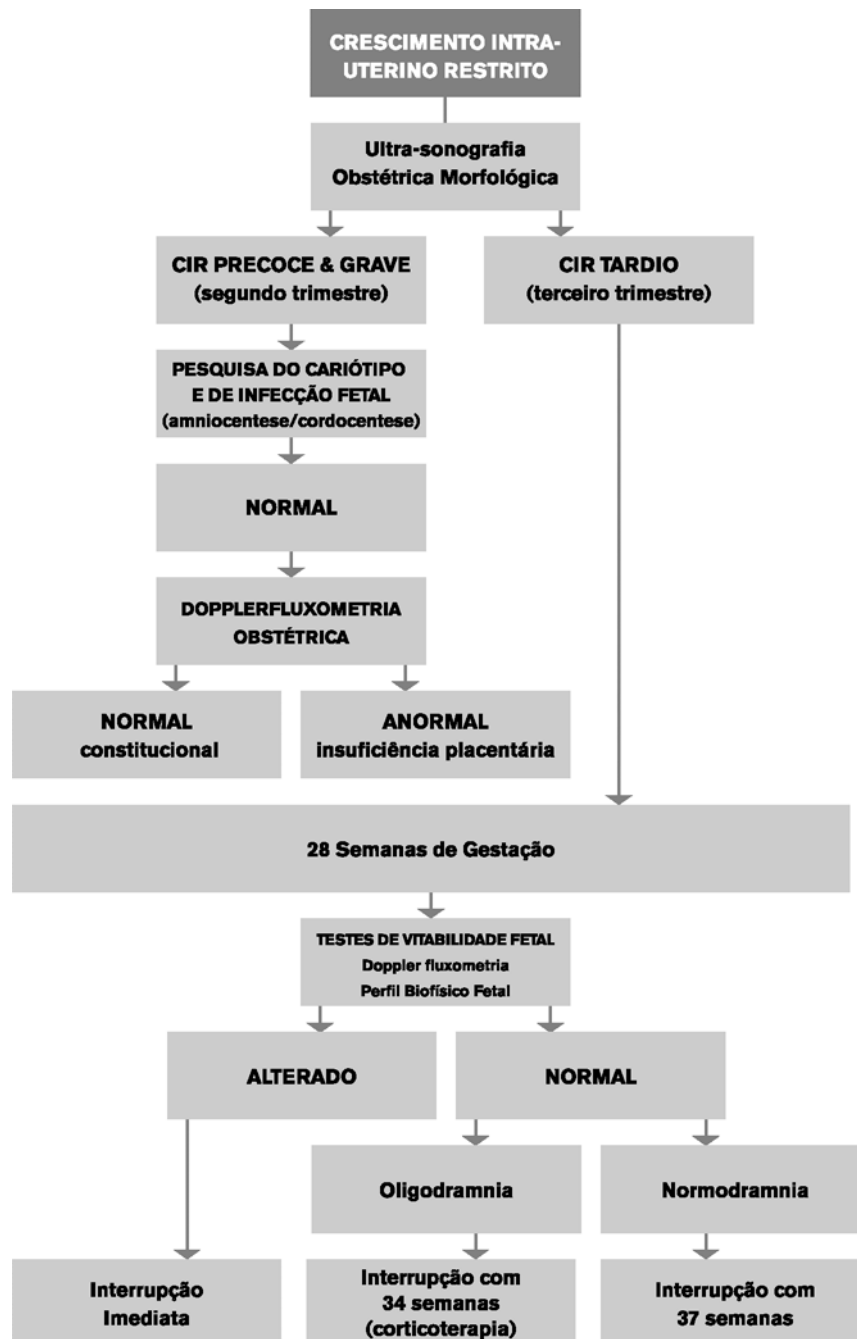 CRESCIMENTO INTRA-
UTERINO RESTRITO
Ultra-sonografia
Obstétrica Morfológica
CIR PRECOCE & GRAVE
(segundo trimestre)
CIR TARDIO
(terceiro trimestre)
PESQUISA DO CARIÓTIPO
E DE INFECÇÃO FETAL
(amniocentese/cordocentese)
NORMAL
DOPPLERFLUXOMETRIA
OBSTÉTRICA
NORMAL
constitucional
ANORMAL
insuficiência placentária
28 Semanas de Gestação
TESTES DE VITABILIDADE FETAL
Doppler fluxometria
Perfil Biofísico Fetal
ALTERADO
NORMAL
Oligodramnia
Normodramnia
Interrupção
Imediata
Interrupção com
34 semanas
(corticoterapia)
Interrupção com
37 semanas